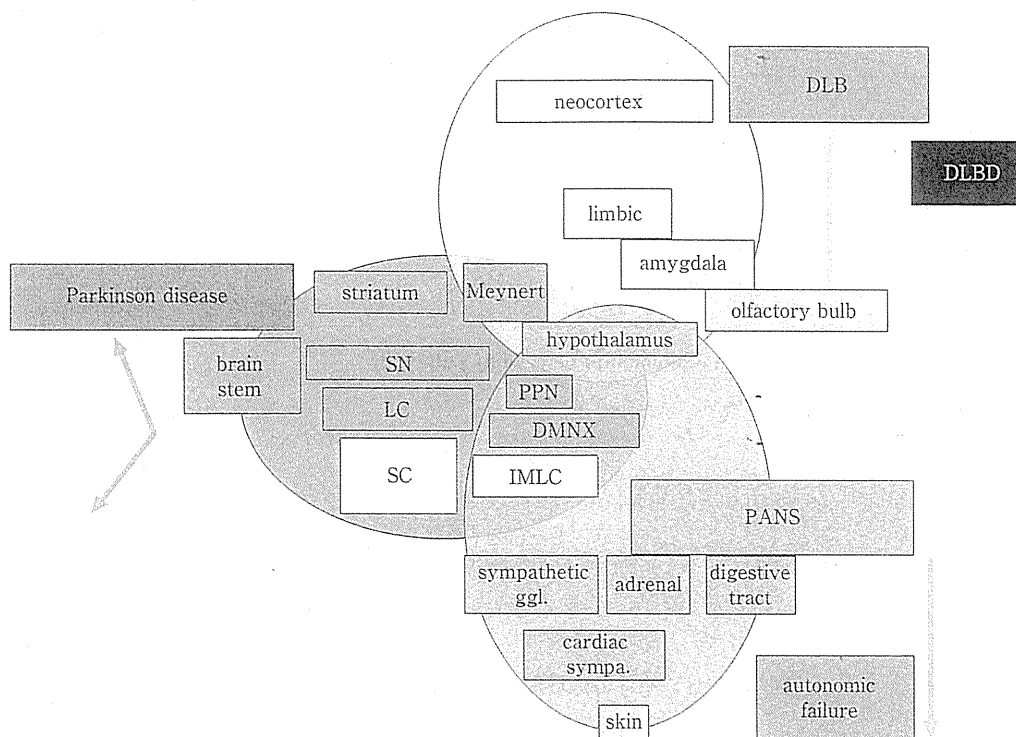 DLB
neocortex
DLBD
limbic
amygdala
Parkinson disease
striatum
Meynert
olfactory bulb
hypothalamus
brain
stem
SN
PPN
LC
DMNX
SC
IMLC
PANS
sympathetic
ggl.
adrenal
digestive
tract
cardiac
sympa.
autonomic
failure
skin